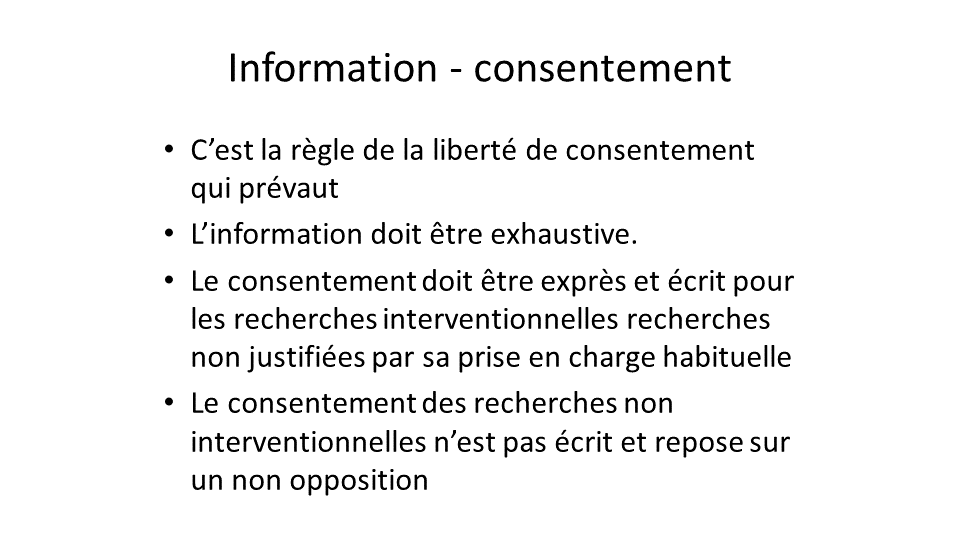 Information - consentement
• C’est la règle de la liberté de consentement
qui prévaut
• L’information doit être exhaustive.
• Le consentement doit être exprès et écrit pour
les recherches interventionnelles recherches
non justifiées par sa prise en charge habituelle
• Le consentement des recherches non
interventionnelles n’est pas écrit et repose sur
un non opposition